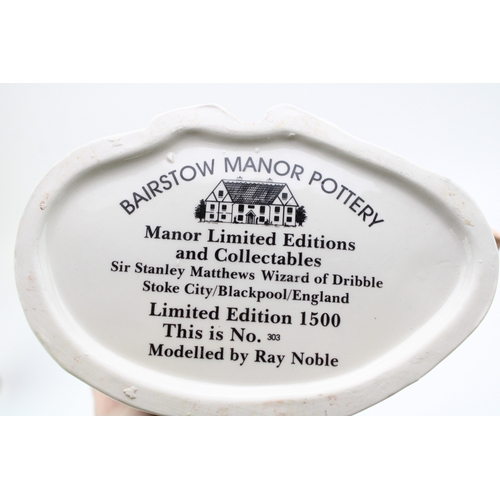 BAIRSTOW MANOR POTTERY
Manor Limited Editions
and Collectables
Sir Stanley Matthews Wizard of Dribble
Stoke City/Blackpool/England
Limited Edition 1500
This is No. 303
Modelled by Ray Noble